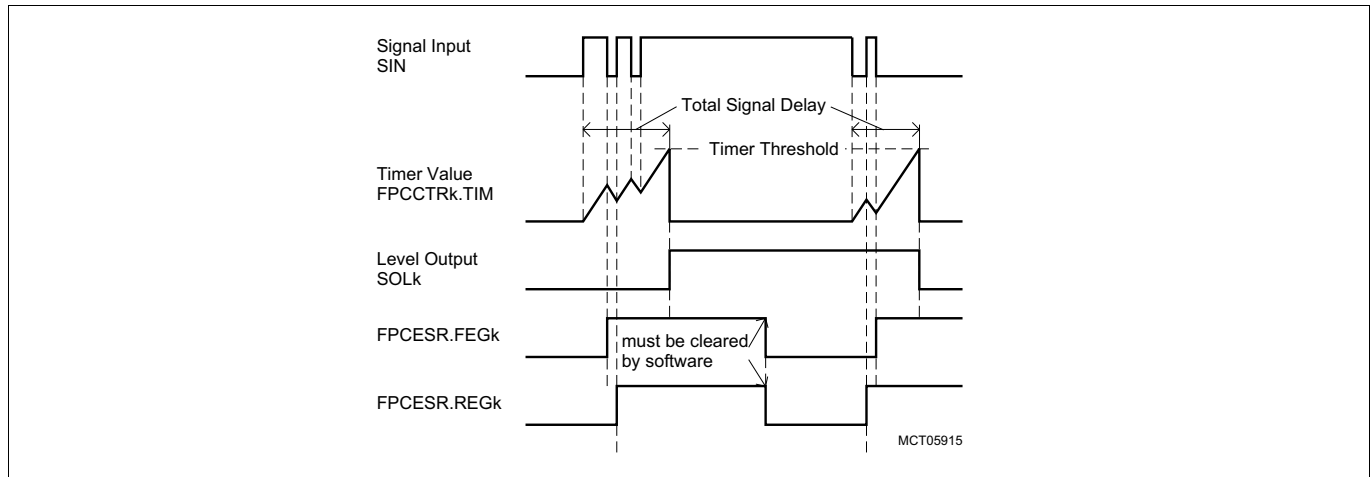 Signal Input
SIN
Total Signal Delay
Timer Threshold
Timer Value
FPCCTRk.TIM
Level Output
SOLk
FPCESR.FEGk
must be cleared
by software
FPCESR.REGk
MCT05915